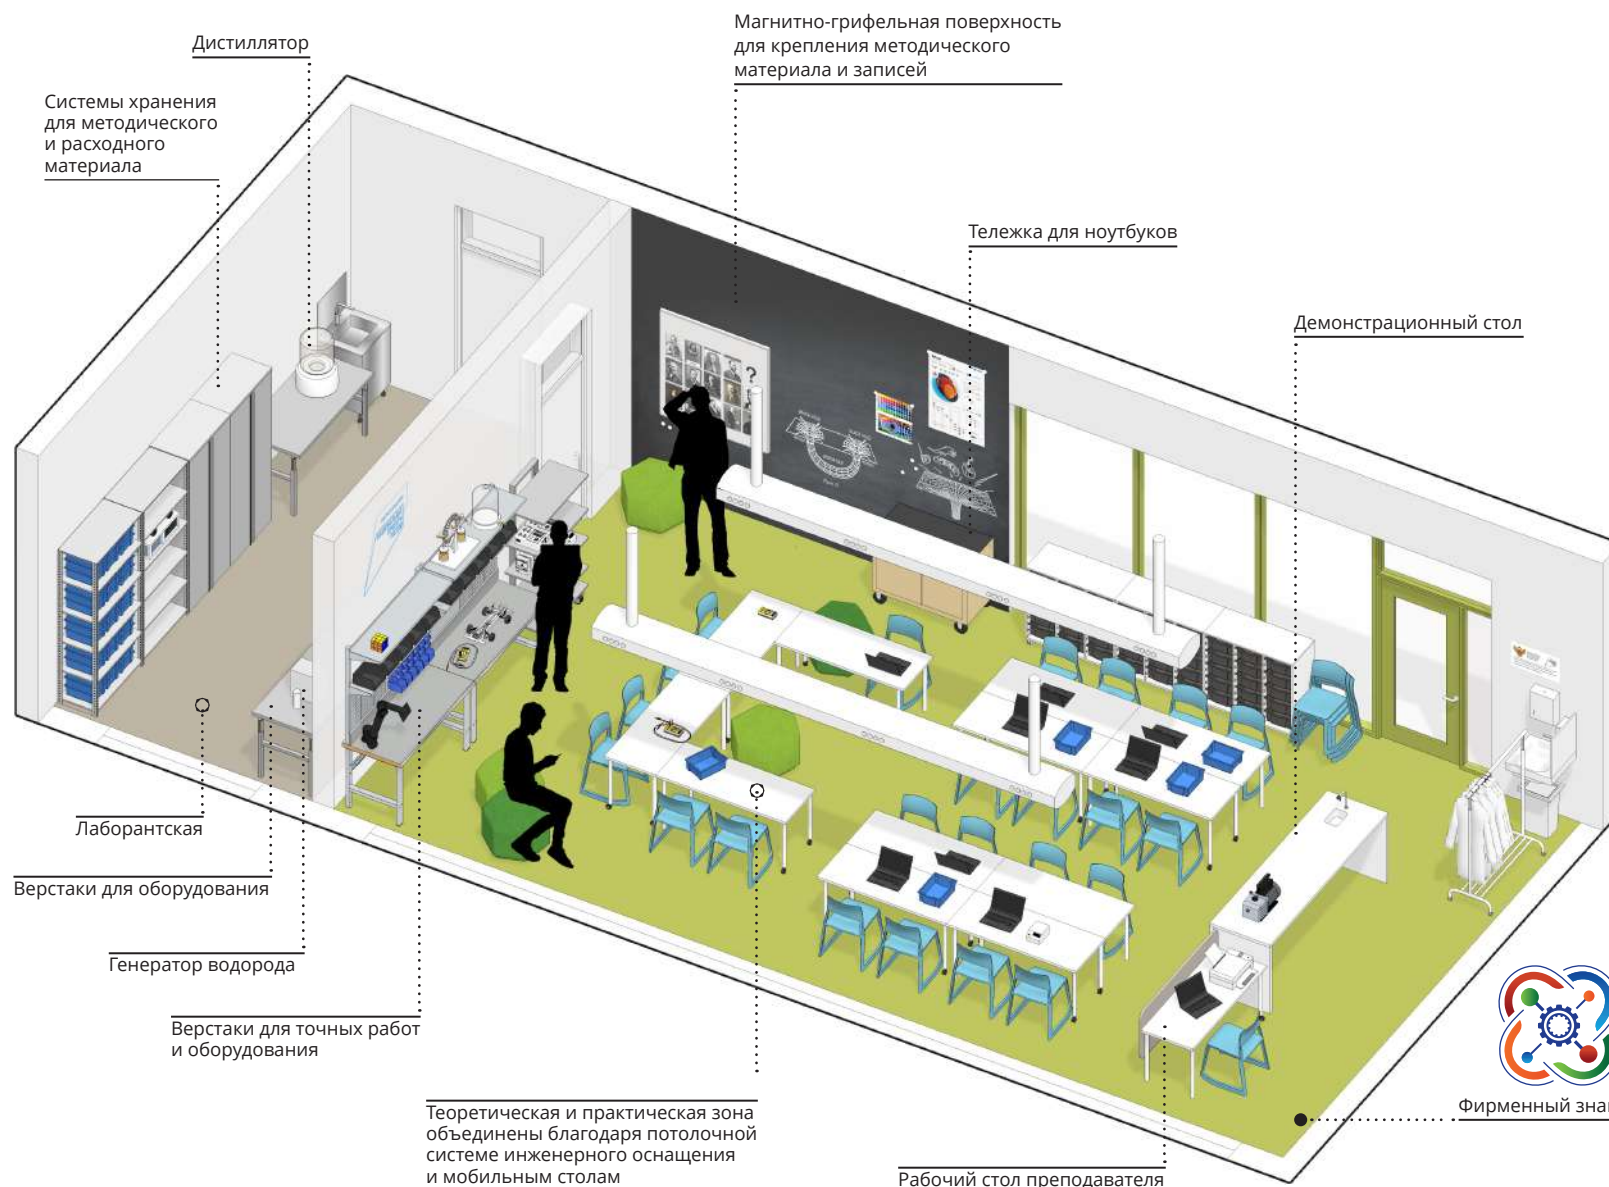 Магнитно-грифельная поверхность
для крепления методического
материала и записей
Дистиллятор
Системы хранения
для методического
и расходного
материала
Тележка для ноутбуков
Демонстрационный стол
?
Лаборантская
Верстаки для оборудования
Генератор водорода
Верстаки для точных работ
и оборудования
Теоретическая и практическая зона
объединены благодаря потолочной
системе инженерного оснащения
и мобильным столам
Рабочий стол преподавателя
Фирменный зна